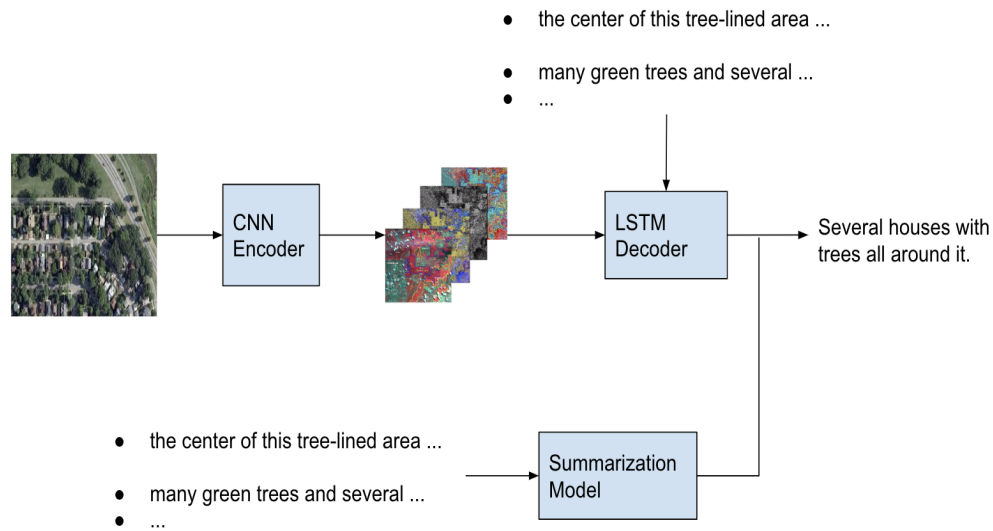 ● the center of this tree-lined area ...
● many green trees and several ...
● ...
CNN
Encoder
LSTM
Decoder
Several houses with
trees all around it.
● the center of this tree-lined area ...
● many green trees and several ...
● ...
Summarization
Model